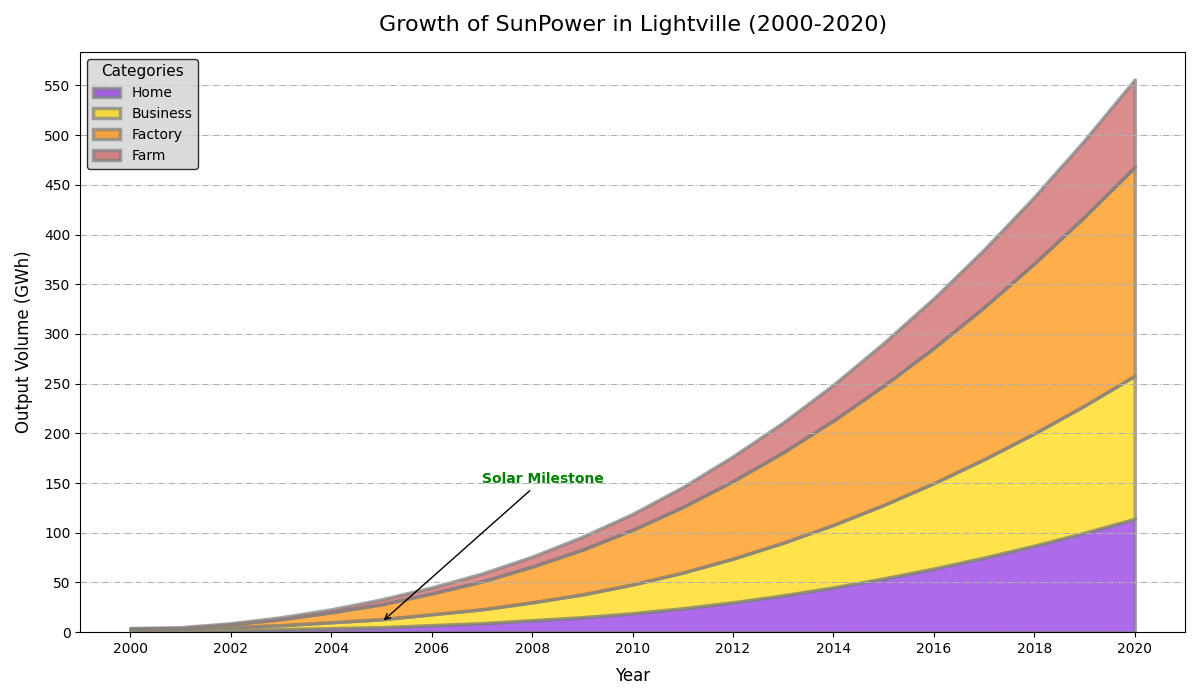 Growth of SunPower in Lightville (2000-2020)
Categories
Home
Business
Factory
Farm
Output Volume (GWh)
550
500
450
400
350
300
250
200
150
100
50
0
Solar Milestone
2000 2002 2004 2006 2008 2010 2012 2014 2016 2018 2020
Year